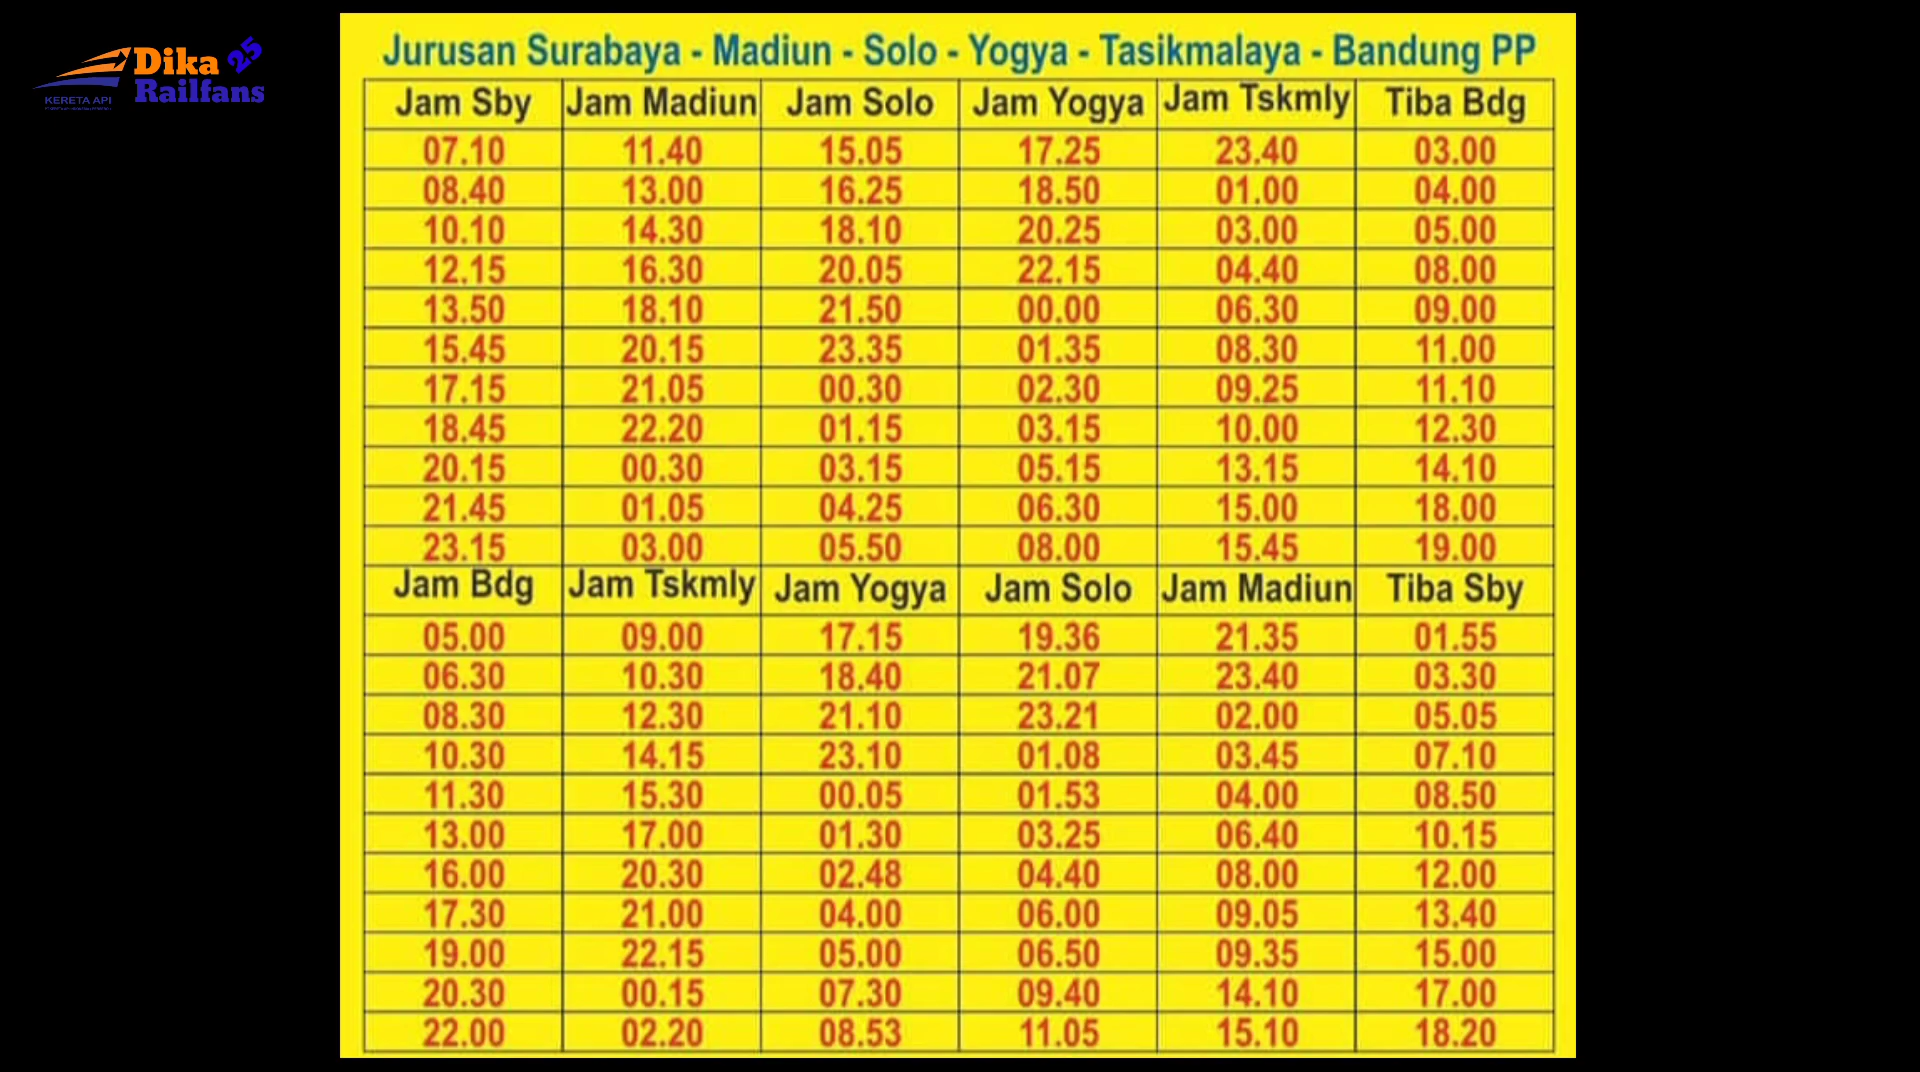 Dika 25
Railfans
KERETA API
Jurusan Surabaya - Madiun - Solo - Yogya - Tasikmalaya - Bandung PP
Jam Sby Jam Madiun Jam Solo Jam Yogya Jam Tskmly Tiba Bdg
07.10 11.40 15.05 17.25 23.40 03.00
08.40 13.00 16.25 18.50 01.00 04.00
10.10 14.30 18.10 20.25 03.00 05.00
12.15 16.30 20.05 22.15 04.40 08.00
13.50 18.10 21.50 00.00 06.30 09.00
15.45 20.15 23.35 01.35 08.30 11.00
17.15 21.05 00.30 02.30 09.25 11.10
18.45 22.20 01.15 03.15 10.00 12.30
20.15 00.30 03.15 05.15 13.15 14.10
21.45 01.05 04.25 06.30 15.00 18.00
23.15 03.00 05.50 08.00 15.45 19.00
Jam Bdg Jam Tskmly Jam Yogya Jam Solo Jam Madiun Tiba Sby
05.00 09.00 17.15 19.36 21.35 01.55
06.30 10.30 18.40 21.07 23.40 03.30
08.30 12.30 21.10 23.21 02.00 05.05
10.30 14.15 23.10 01.08 03.45 07.10
11.30 15.30 00.05 01.53 04.00 08.50
13.00 17.00 01.30 03.25 06.40 10.15
16.00 20.30 02.48 04.40 08.00 12.00
17.30 21.00 04.00 06.00 09.05 13.40
19.00 22.15 05.00 06.50 09.35 15.00
20.30 00.15 07.30 09.40 14.10 17.00
22.00 02.20 08.53 11.05 15.10 18.20